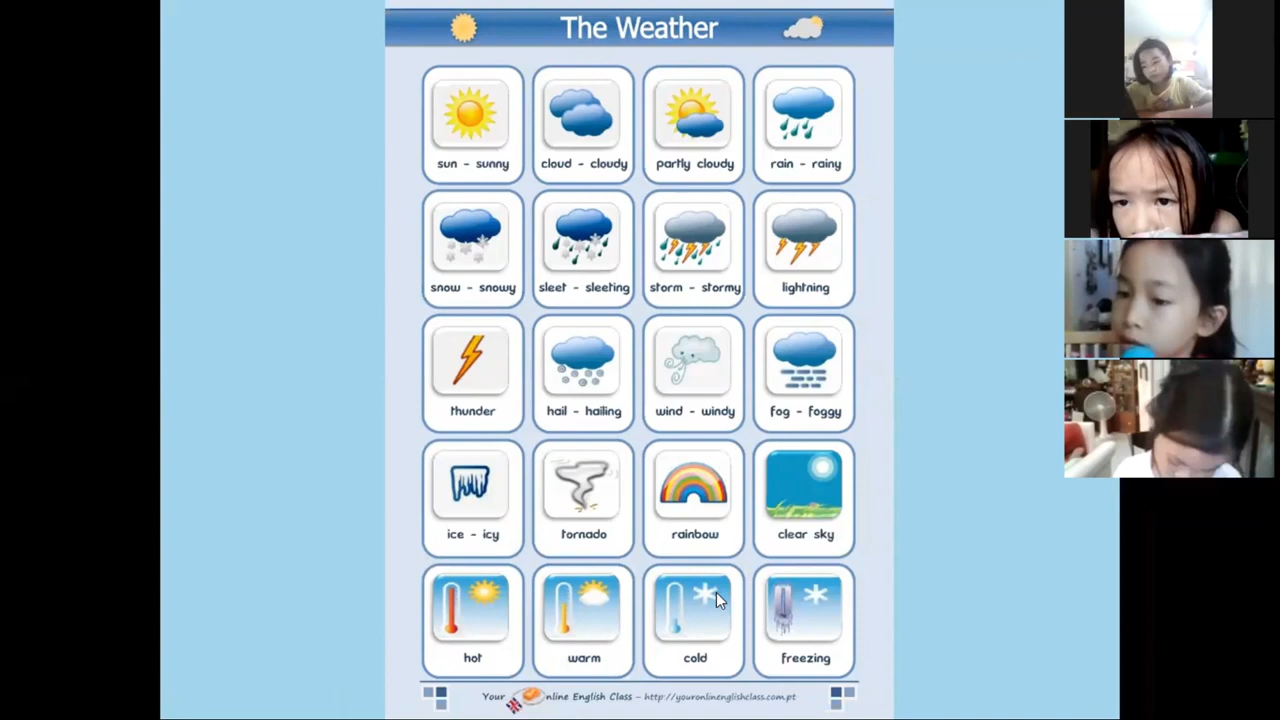 The Weather
sun - sunny
cloud - cloudy
partly cloudy
rain - rainy
snow - snowy
sleet - sleeting
storm - stormy
lightning
thunder
hail - hailing
wind - windy
fog - foggy
ice - icy
tornado
rainbow
clear sky
hot
warm
cold
freezing
Your nline English Class – http://youronlinenglishclass.com.pt